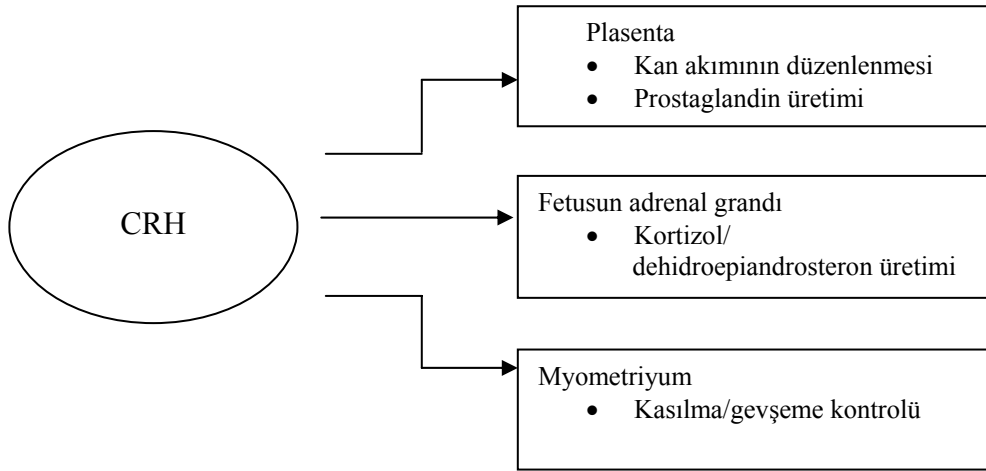 CRH
Plasenta
• Kan akımının düzenlenmesi
• Prostaglandin üretimi
Fetusun adrenal grandı
• Kortizol/
dehidroepiandrosteron üretimi
Myometriyum
• Kasılma/gevşeme kontrolü